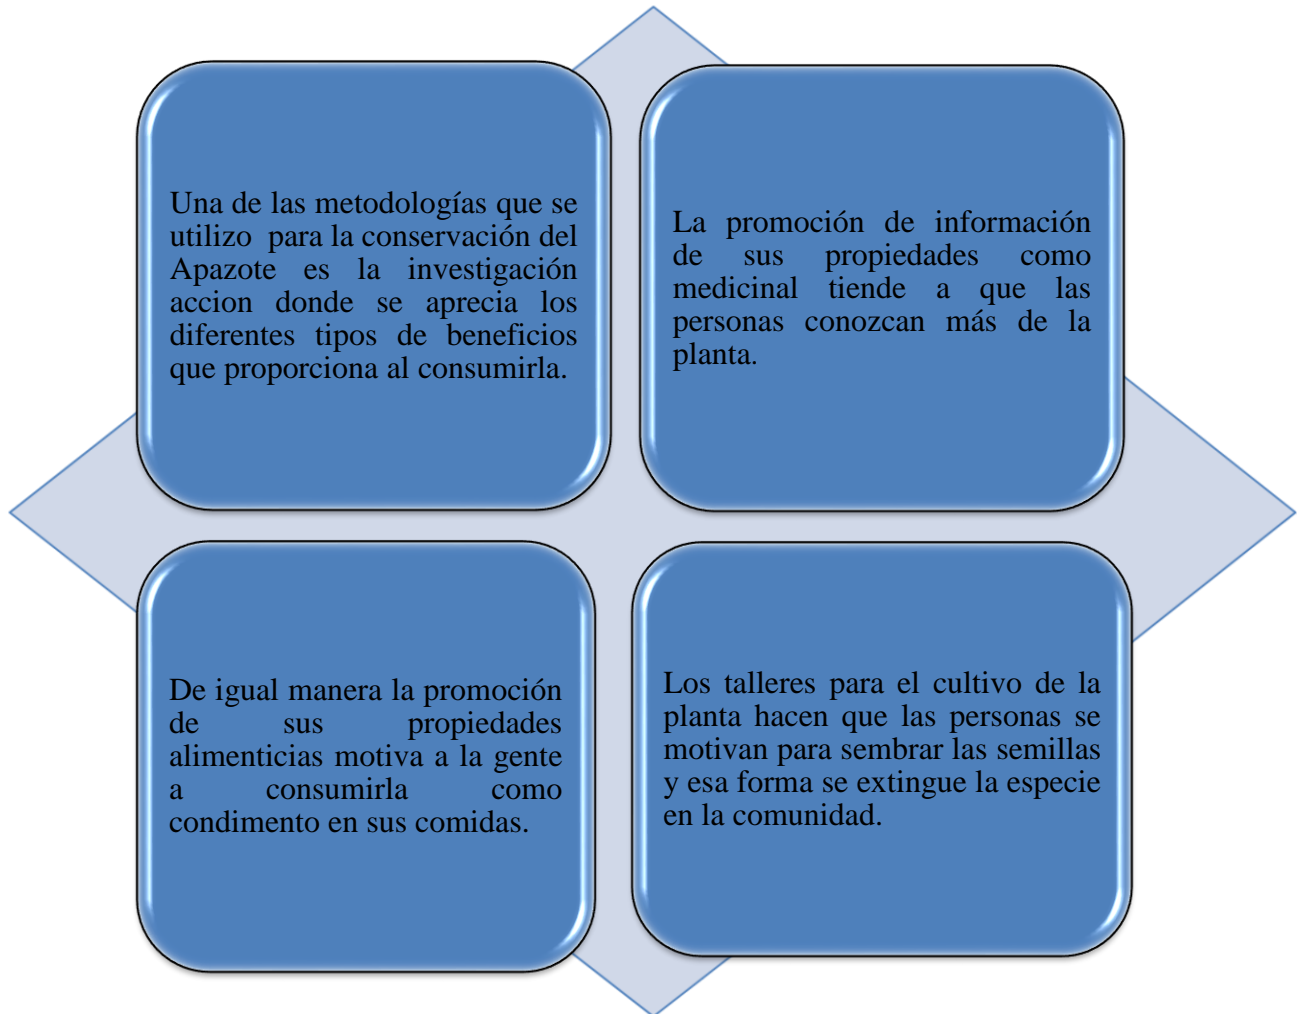 Una de las metodologías que se
utilizo para la conservación del
Apazote es la investigación
accion donde se aprecia los
diferentes tipos de beneficios
que proporciona al consumirla.
La promoción de información
de sus propiedades como
medicinal tiende a que las
personas conozcan más de la
planta.
De igual manera la promoción
de sus propiedades
alimenticias motiva a la gente
a consumirla como
condimento en sus comidas.
Los talleres para el cultivo de la
planta hacen que las personas se
motivan para sembrar las semillas
y esa forma se extingue la especie
en la comunidad.